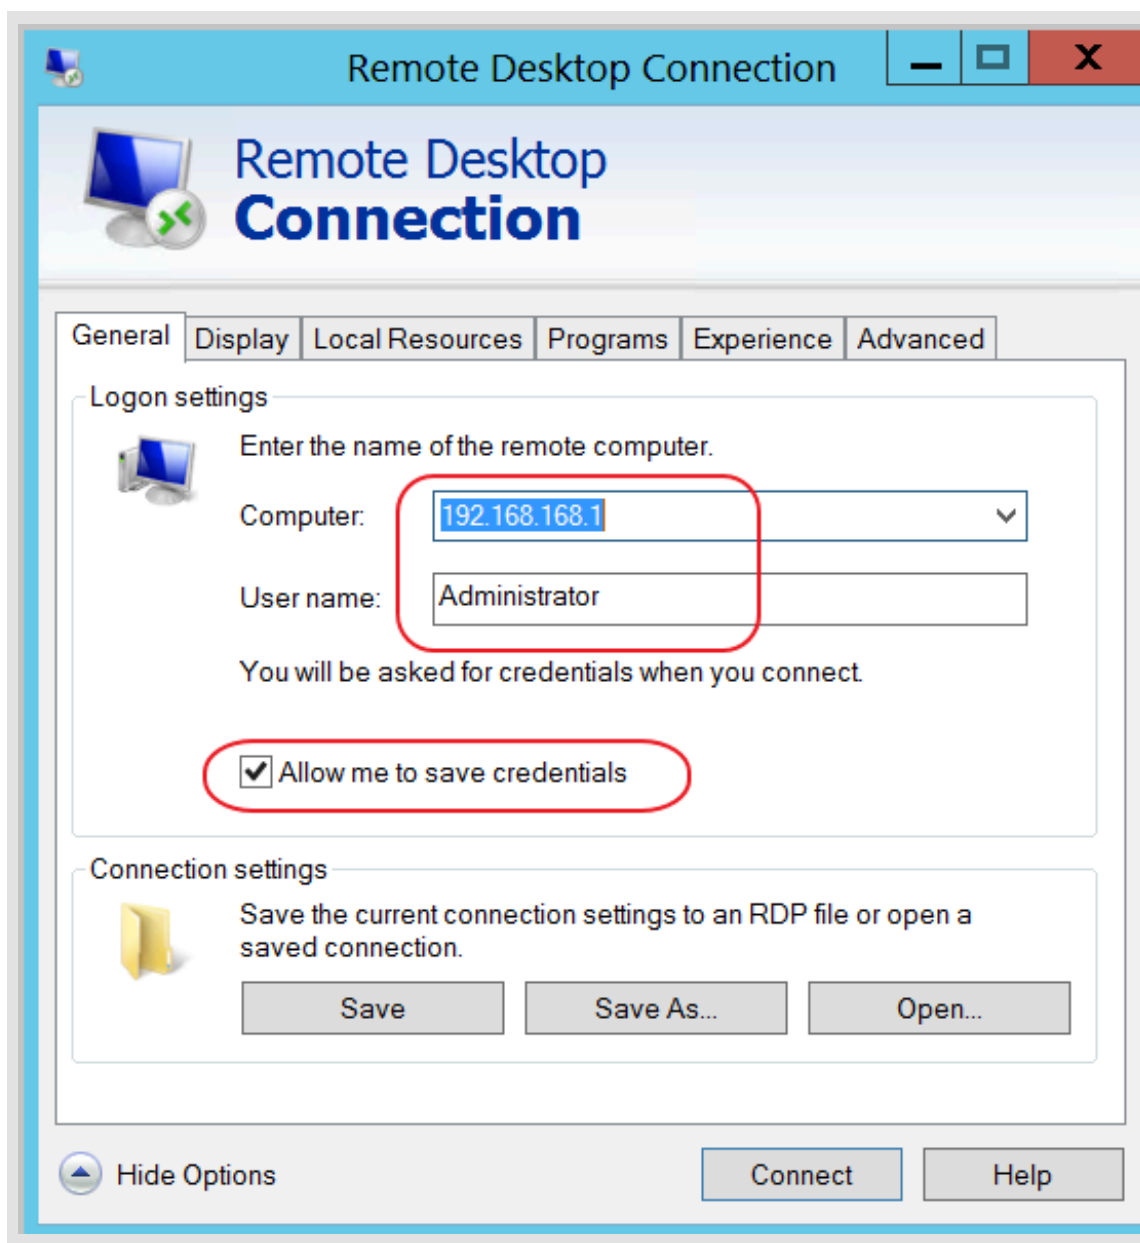 Remote Desktop Connection
X
Remote Desktop
Connection
General Display Local Resources Programs Experience Advanced
Logon settings
Enter the name of the remote computer.
Computer: 192.168.168.1
User name: Administrator
You will be asked for credentials when you connect.
Allow me to save credentials
Connection settings
Save the current connection settings to an RDP file or open a
saved connection.
Save Save As... Open...
Hide Options Connect Help